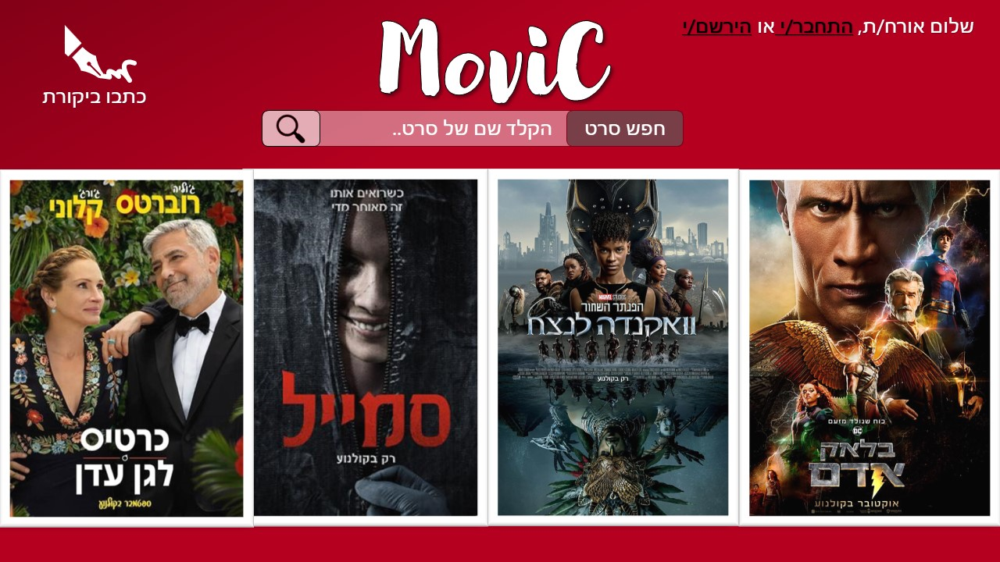 שלום אורח/ת, התחבר/י או הירשם/י
MoviC
כתבו ביקורת
חפש סרט
הקלד שם של סרט..
בלאק
אדם
כוח שנולד מזעם
DC
אוקטובר בקולנוע
MARVEL STUDIOS
הפנתר השחור
וואקנדה לנצח
רק בקולנוע
כשרואים אותו
זה מאוחר מדי
סמייל
רק בקולנוע
ג'וליה
רוברטס
ג'ורג'
קלוני
כרטיס
לגן עדן
ספטמבר בקולנוע